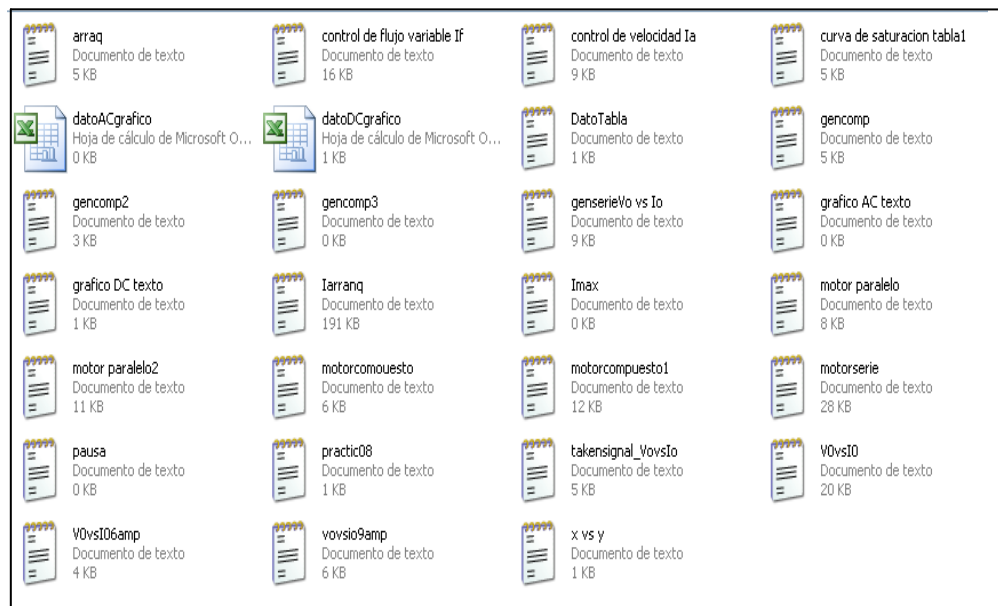 arraq
Documento de texto
5 KB
control de flujo variable If
Documento de texto
16 KB
control de velocidad Ia
Documento de texto
9 KB
curva de saturacion tabla1
Documento de texto
5 KB
datoACgrafico
Hoja de cálculo de Microsoft O...
0 KB
datoDCgrafico
Hoja de cálculo de Microsoft O...
1 KB
DatoTabla
Documento de texto
1 KB
gencomp
Documento de texto
5 KB
gencomp2
Documento de texto
3 KB
gencomp3
Documento de texto
0 KB
genserieVo vs Io
Documento de texto
9 KB
grafico AC texto
Documento de texto
0 KB
grafico DC texto
Documento de texto
1 KB
Iarranq
Documento de texto
191 KB
Imax
Documento de texto
0 KB
motor paralelo
Documento de texto
8 KB
motor paralelo2
Documento de texto
11 KB
motorcomouesto
Documento de texto
6 KB
motorcompuesto1
Documento de texto
12 KB
motorserie
Documento de texto
28 KB
pausa
Documento de texto
0 KB
practic08
Documento de texto
1 KB
takensignal_VovsIo
Documento de texto
5 KB
V0vsI0
Documento de texto
20 KB
V0vsI06amp
Documento de texto
4 KB
vovsio9amp
Documento de texto
6 KB
x vs y
Documento de texto
1 KB